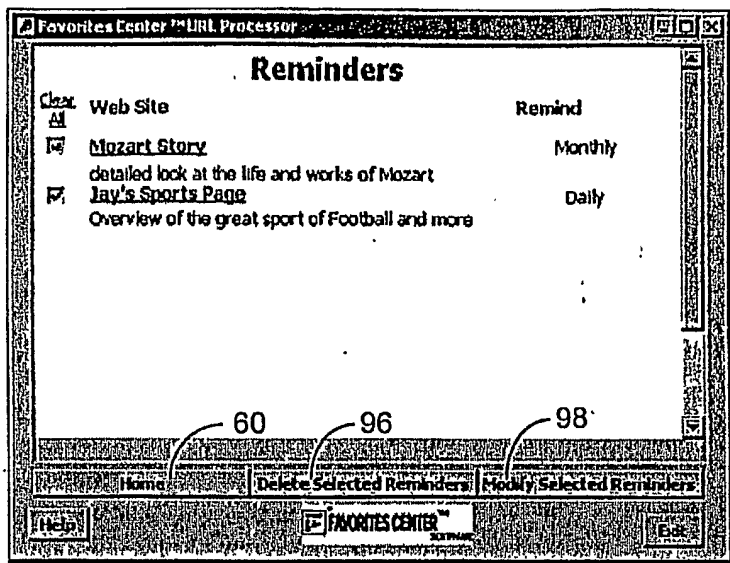 Favorites Center ™ URL Processor
Reminders
Clear All
Web Site
Remind
Mozart Story
Monthly
detailed look at the life and works of Mozart
Jay's Sports Page
Daily
Overview of the great sport of Football and more
60
96
98
Home
Delete Selected Reminders
Modify Selected Reminders
Help
FAVORITES CENTER™
SOFTWARE
Exit